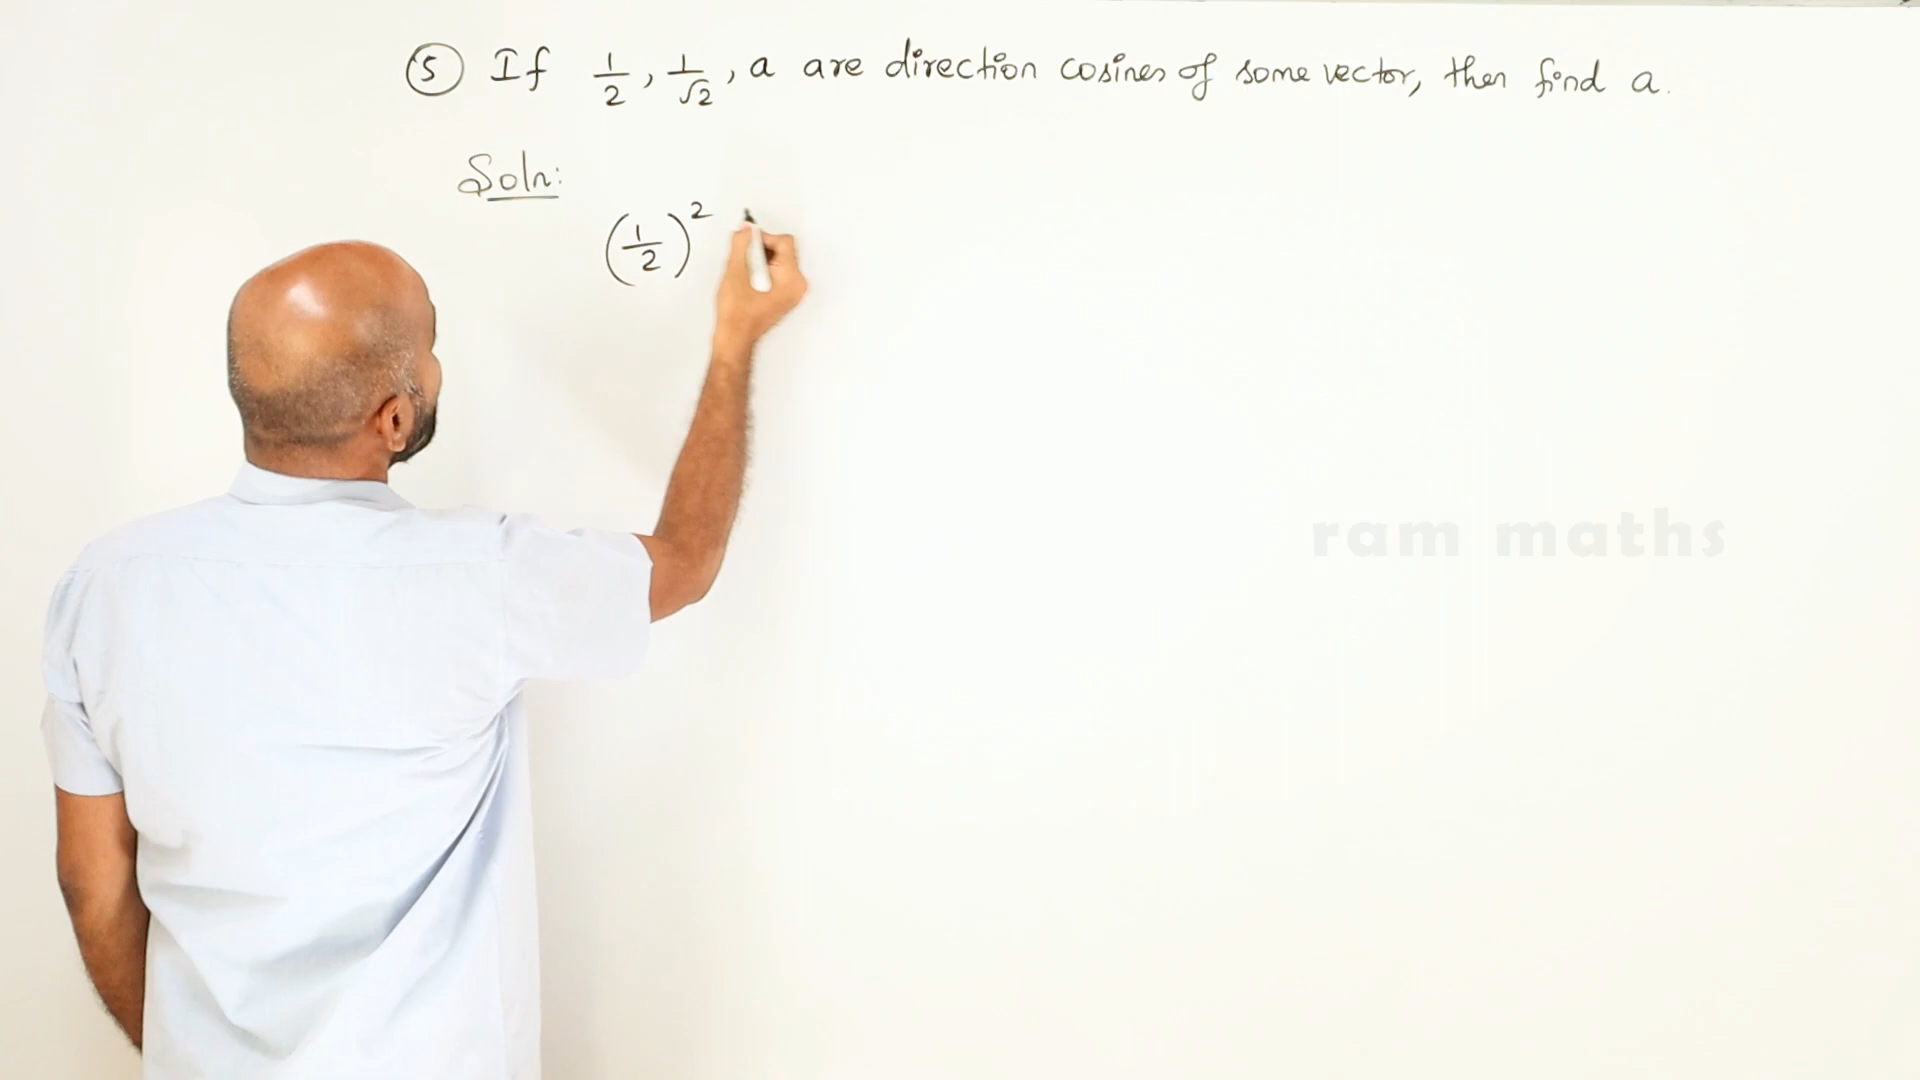 5 If 1/2, 1/√2, a are direction cosines of some vector, then find a.
Soln:
(1/2)²
ram maths